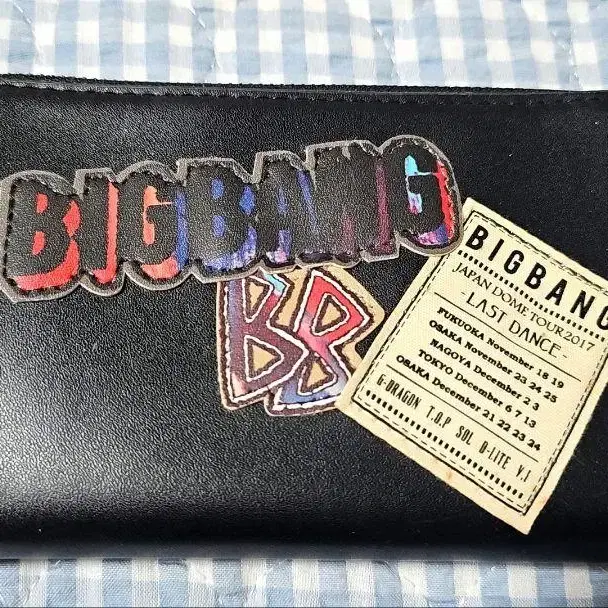 BIGBANG
BB
BIGBANG
JAPAN DOME TOUR 2017
-LAST DANCE-
FUKUOKA November 18 19
OSAKA November 23 24 25
NAGOYA December 2 3
TOKYO December 6 7 13
OSAKA December 21 22 23 24
G-DRAGON T.O.P SOL D-LITE V.I